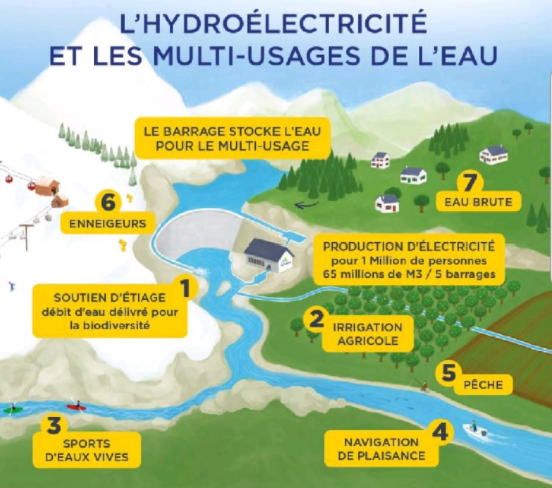 L'HYDROÉLECTRICITÉ
ET LES MULTI-USAGES DE L'EAU
LE BARRAGE STOCKE L'EAU
POUR LE MULTI-USAGE
6
ENNEIGEURS
7
EAU BRUTE
PRODUCTION D'ÉLECTRICITÉ
pour 1 Million de personnes
65 millions de M3 / 5 barrages
1
SOUTIEN D'ÉTIAGE
débit d'eau délivré pour
la biodiversité
2
IRRIGATION
AGRICOLE
5
PÊCHE
3
SPORTS
D'EAUX VIVES
4
NAVIGATION
DE PLAISANCE